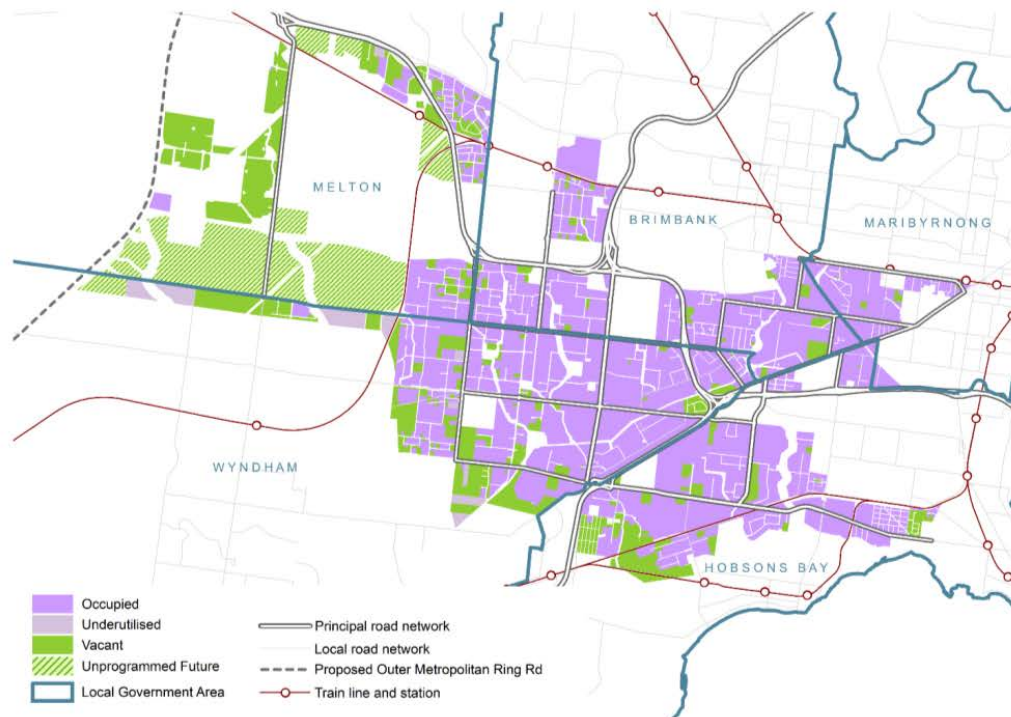 MELTON
BRIMBANK
MARIBYRNONG
WYNDHAM
HOBSONS BAY
Occupied
Underutilised
Vacant
Unprogrammed Future
Local Government Area
Principal road network
Local road network
Proposed Outer Metropolitan Ring Rd
Train line and station